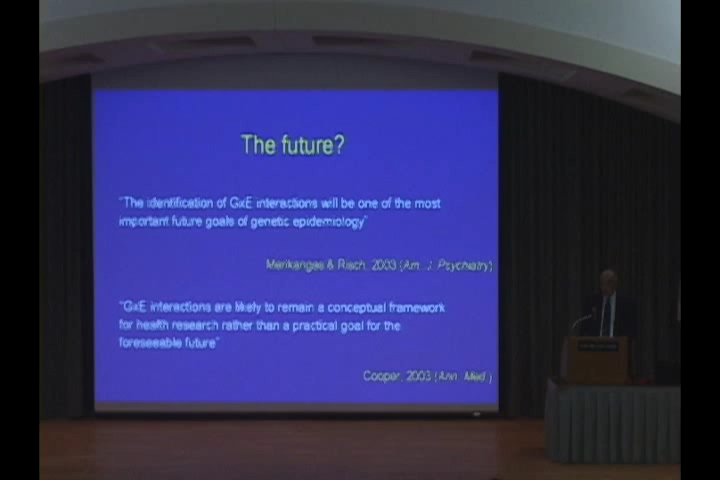 The future?
"The identification of GxE interactions will be one of the most
important future goals of genetic epidemiology"
Merikangas & Risch, 2003 (Am. J. Psychiatry)
"GxE interactions are likely to remain a conceptual framework
for health research rather than a practical goal for the
foreseeable future"
Cooper, 2003 (Ann. Med.)